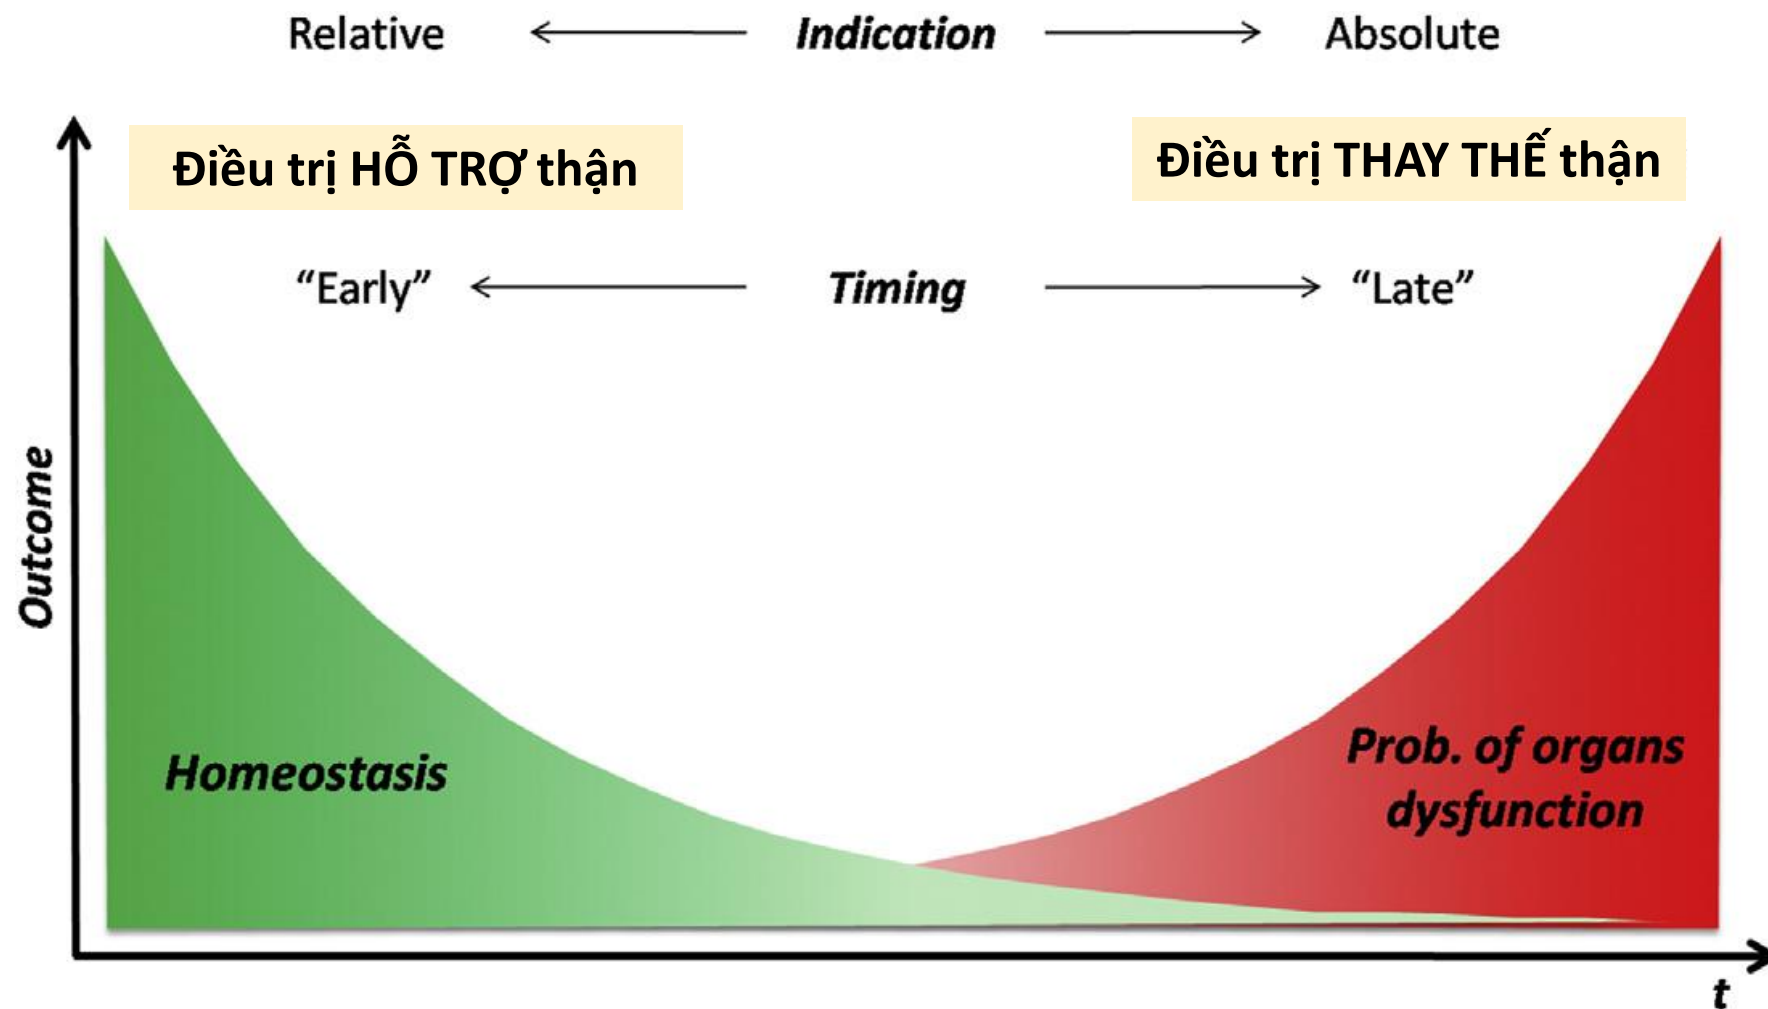 Relative Indication Absolute
Điều trị HỖ TRỢ thận
Điều trị THAY THẾ thận
“Early” Timing “Late”
Outcome
Homeostasis
Prob. of organs
dysfunction
t